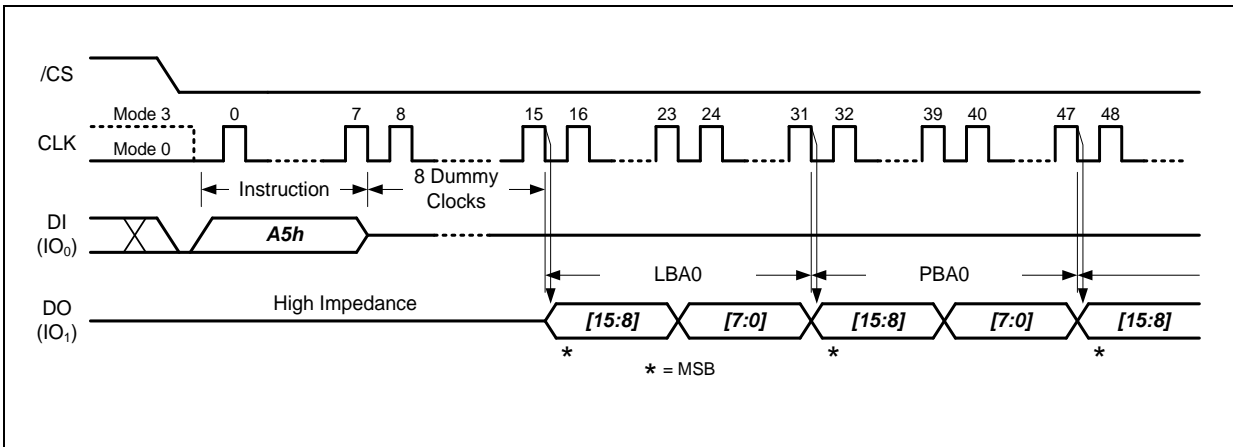 /CS
Mode 3
CLK
Mode 0
0 7 8 15 16 23 24 31 32 39 40 47 48
Instruction
8 Dummy
Clocks
DI
(IO₀)
A5h
LBA0 PBA0
DO
(IO₁)
High Impedance
[15:8] [7:0] [15:8] [7:0] [15:8]
* * *
* = MSB